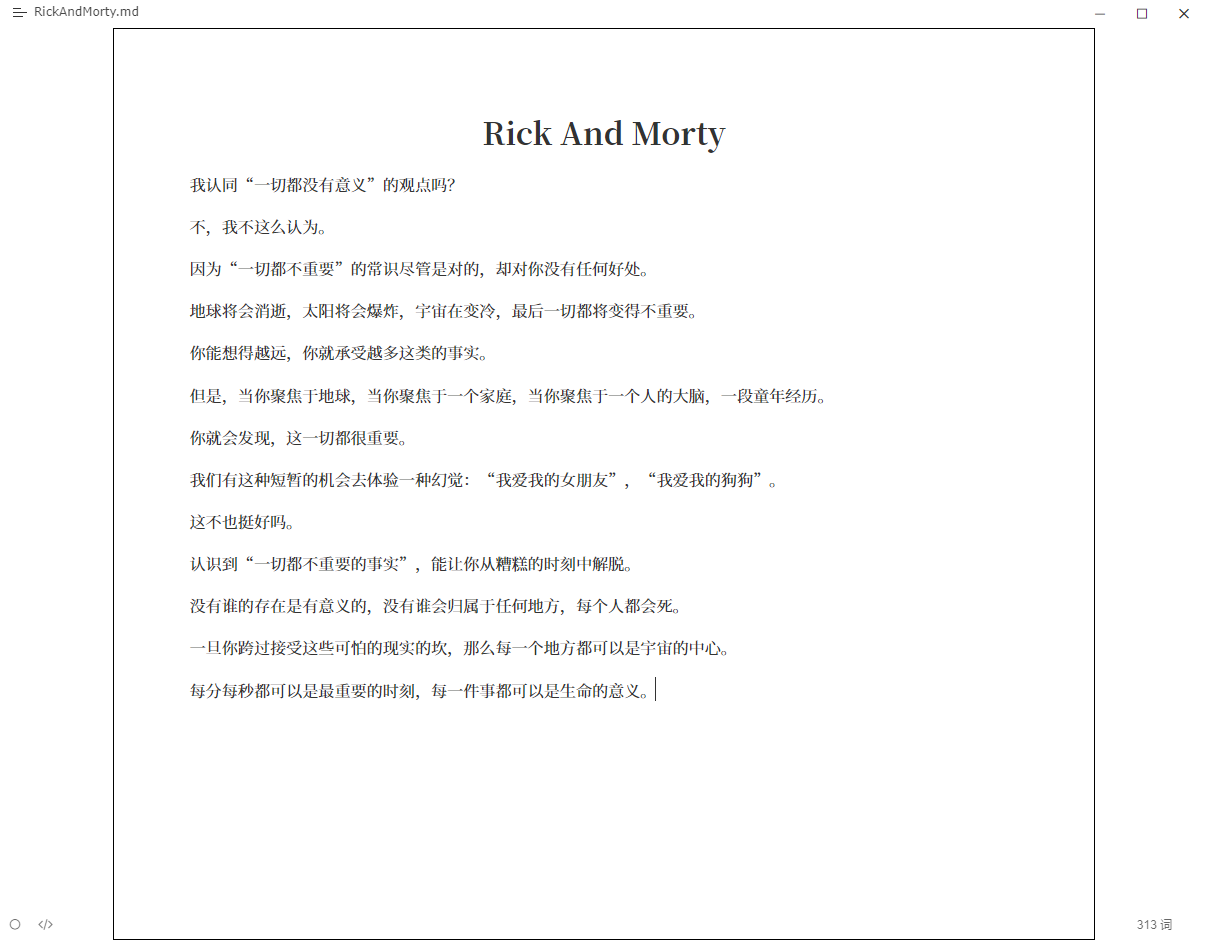 RickAndMorty.md
Rick And Morty
我认同“一切都没有意义”的观点吗？
不，我不这么认为。
因为“一切都不重要”的常识尽管是对的，却对你没有任何好处。
地球将会消逝，太阳将会爆炸，宇宙在变冷，最后一切都将变得不重要。
你能想得越远，你就承受越多这类的事实。
但是，当你聚焦于地球，当你聚焦于一个家庭，当你聚焦于一个人的大脑，一段童年经历。
你就会发现，这一切都很重要。
我们有这种短暂的机会去体验一种幻觉：“我爱我的女朋友”，“我爱我的狗狗”。
这不也挺好吗。
认识到“一切都不重要的事实”，能让你从糟糕的时刻中解脱。
没有谁的存在是有意义的，没有谁会归属于任何地方，每个人都会死。
一旦你跨过接受这些可怕的现实的坎，那么每一个地方都可以是宇宙的中心。
每分每秒都可以是最重要的时刻，每一件事都可以是生命的意义。
313 词